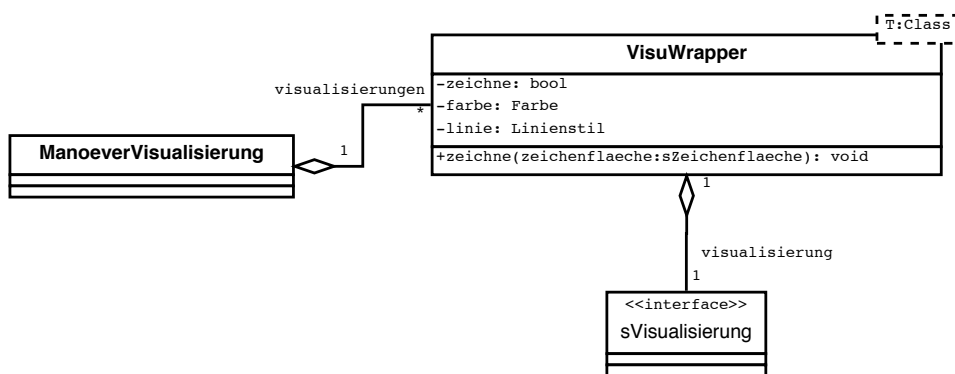 T:Class
VisuWrapper
-zeichne: bool
-farbe: Farbe
-linie: Linienstil
+zeichne(zeichenflaeche:sZeichenflaeche): void
visualisierungen
*
ManoeverVisualisierung
1
1
visualisierung
1
<<interface>>
sVisualisierung